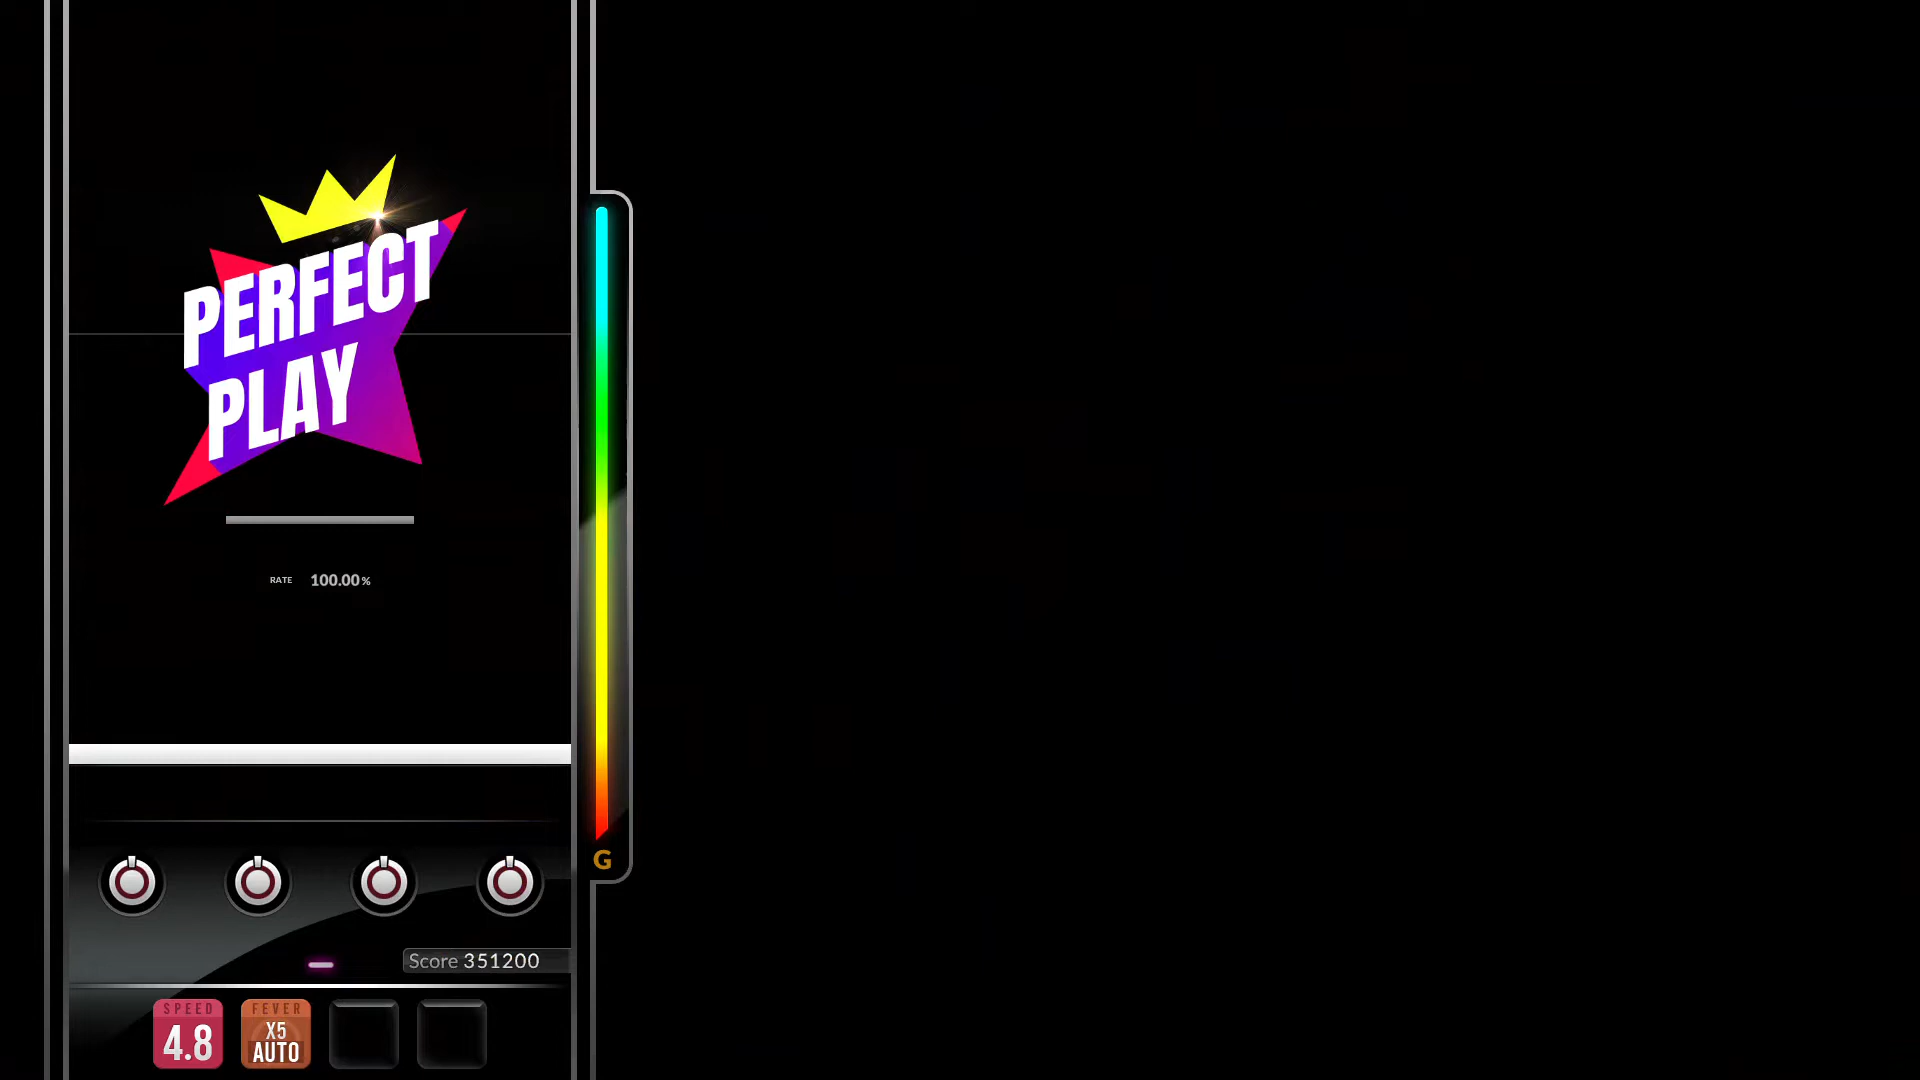 PERFECT
PLAY
RATE 100.00%
G
Score 351200
SPEED
4.8
FEVER
X5
AUTO